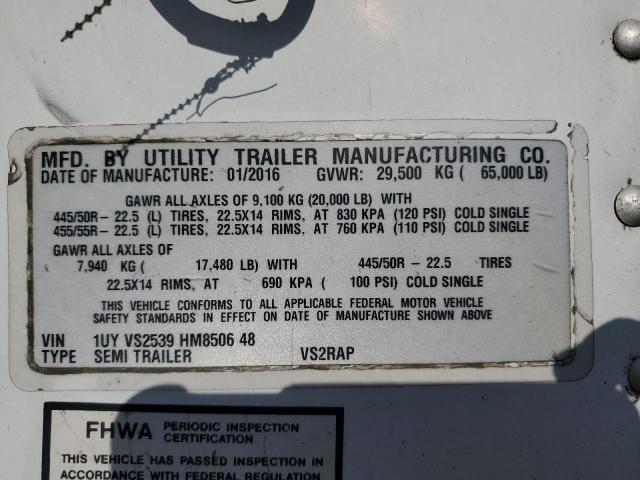 MFD. BY UTILITY TRAILER MANUFACTURING CO.
DATE OF MANUFACTURE: 01/2016 GVWR: 29,500 KG ( 65,000 LB)
GAWR ALL AXLES OF 9,100 KG (20,000 LB) WITH
445/50R- 22.5 (L) TIRES, 22.5X14 RIMS, AT 830 KPA (120 PSI) COLD SINGLE
455/55R- 22.5 (L) TIRES, 22.5X14 RIMS, AT 760 KPA (110 PSI) COLD SINGLE
GAWR ALL AXLES OF
7,940 KG ( 17,480 LB) WITH 445/50R - 22.5 TIRES
22.5X14 RIMS, AT 690 KPA ( 100 PSI) COLD SINGLE
THIS VEHICLE CONFORMS TO ALL APPLICABLE FEDERAL MOTOR VEHICLE
SAFETY STANDARDS IN EFFECT ON DATE OF MANUFACTURE SHOWN ABOVE
VIN 1UY VS2539 HM8506 48
TYPE SEMI TRAILER VS2RAP
FHWA PERIODIC INSPECTION
CERTIFICATION
THIS VEHICLE HAS PASSED INSPECTION IN
ACCORDANCE WITH FEDERAL REGULATION